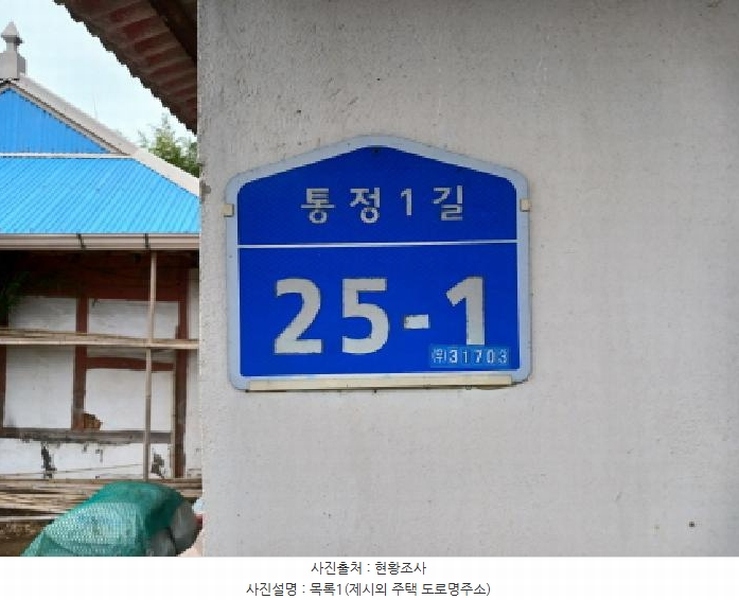 통정1길
25-1
(우)31703
사진출처 : 현황조사
사진설명 : 목록1(제시외 주택 도로명주소)